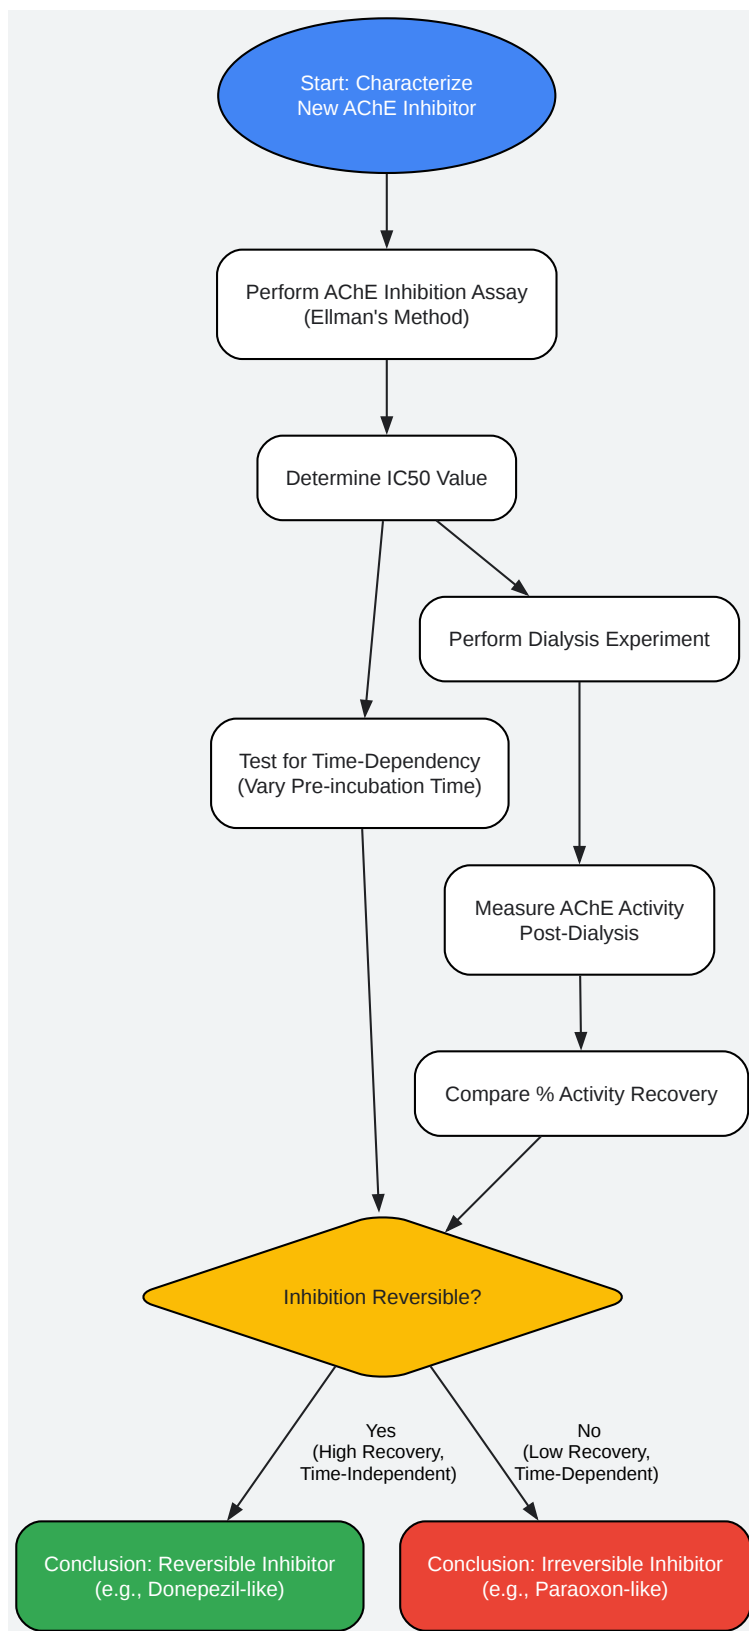 Start: Characterize
New AChE Inhibitor
Perform AChE Inhibition Assay
(Ellman's Method)
Determine IC50 Value
Perform Dialysis Experiment
Test for Time-Dependency
(Vary Pre-incubation Time)
Measure AChE Activity
Post-Dialysis
Compare % Activity Recovery
Inhibition Reversible?
Yes
(High Recovery,
Time-Independent)
No
(Low Recovery,
Time-Dependent)
Conclusion: Reversible Inhibitor
(e.g., Donepezil-like)
Conclusion: Irreversible Inhibitor
(e.g., Paraoxon-like)